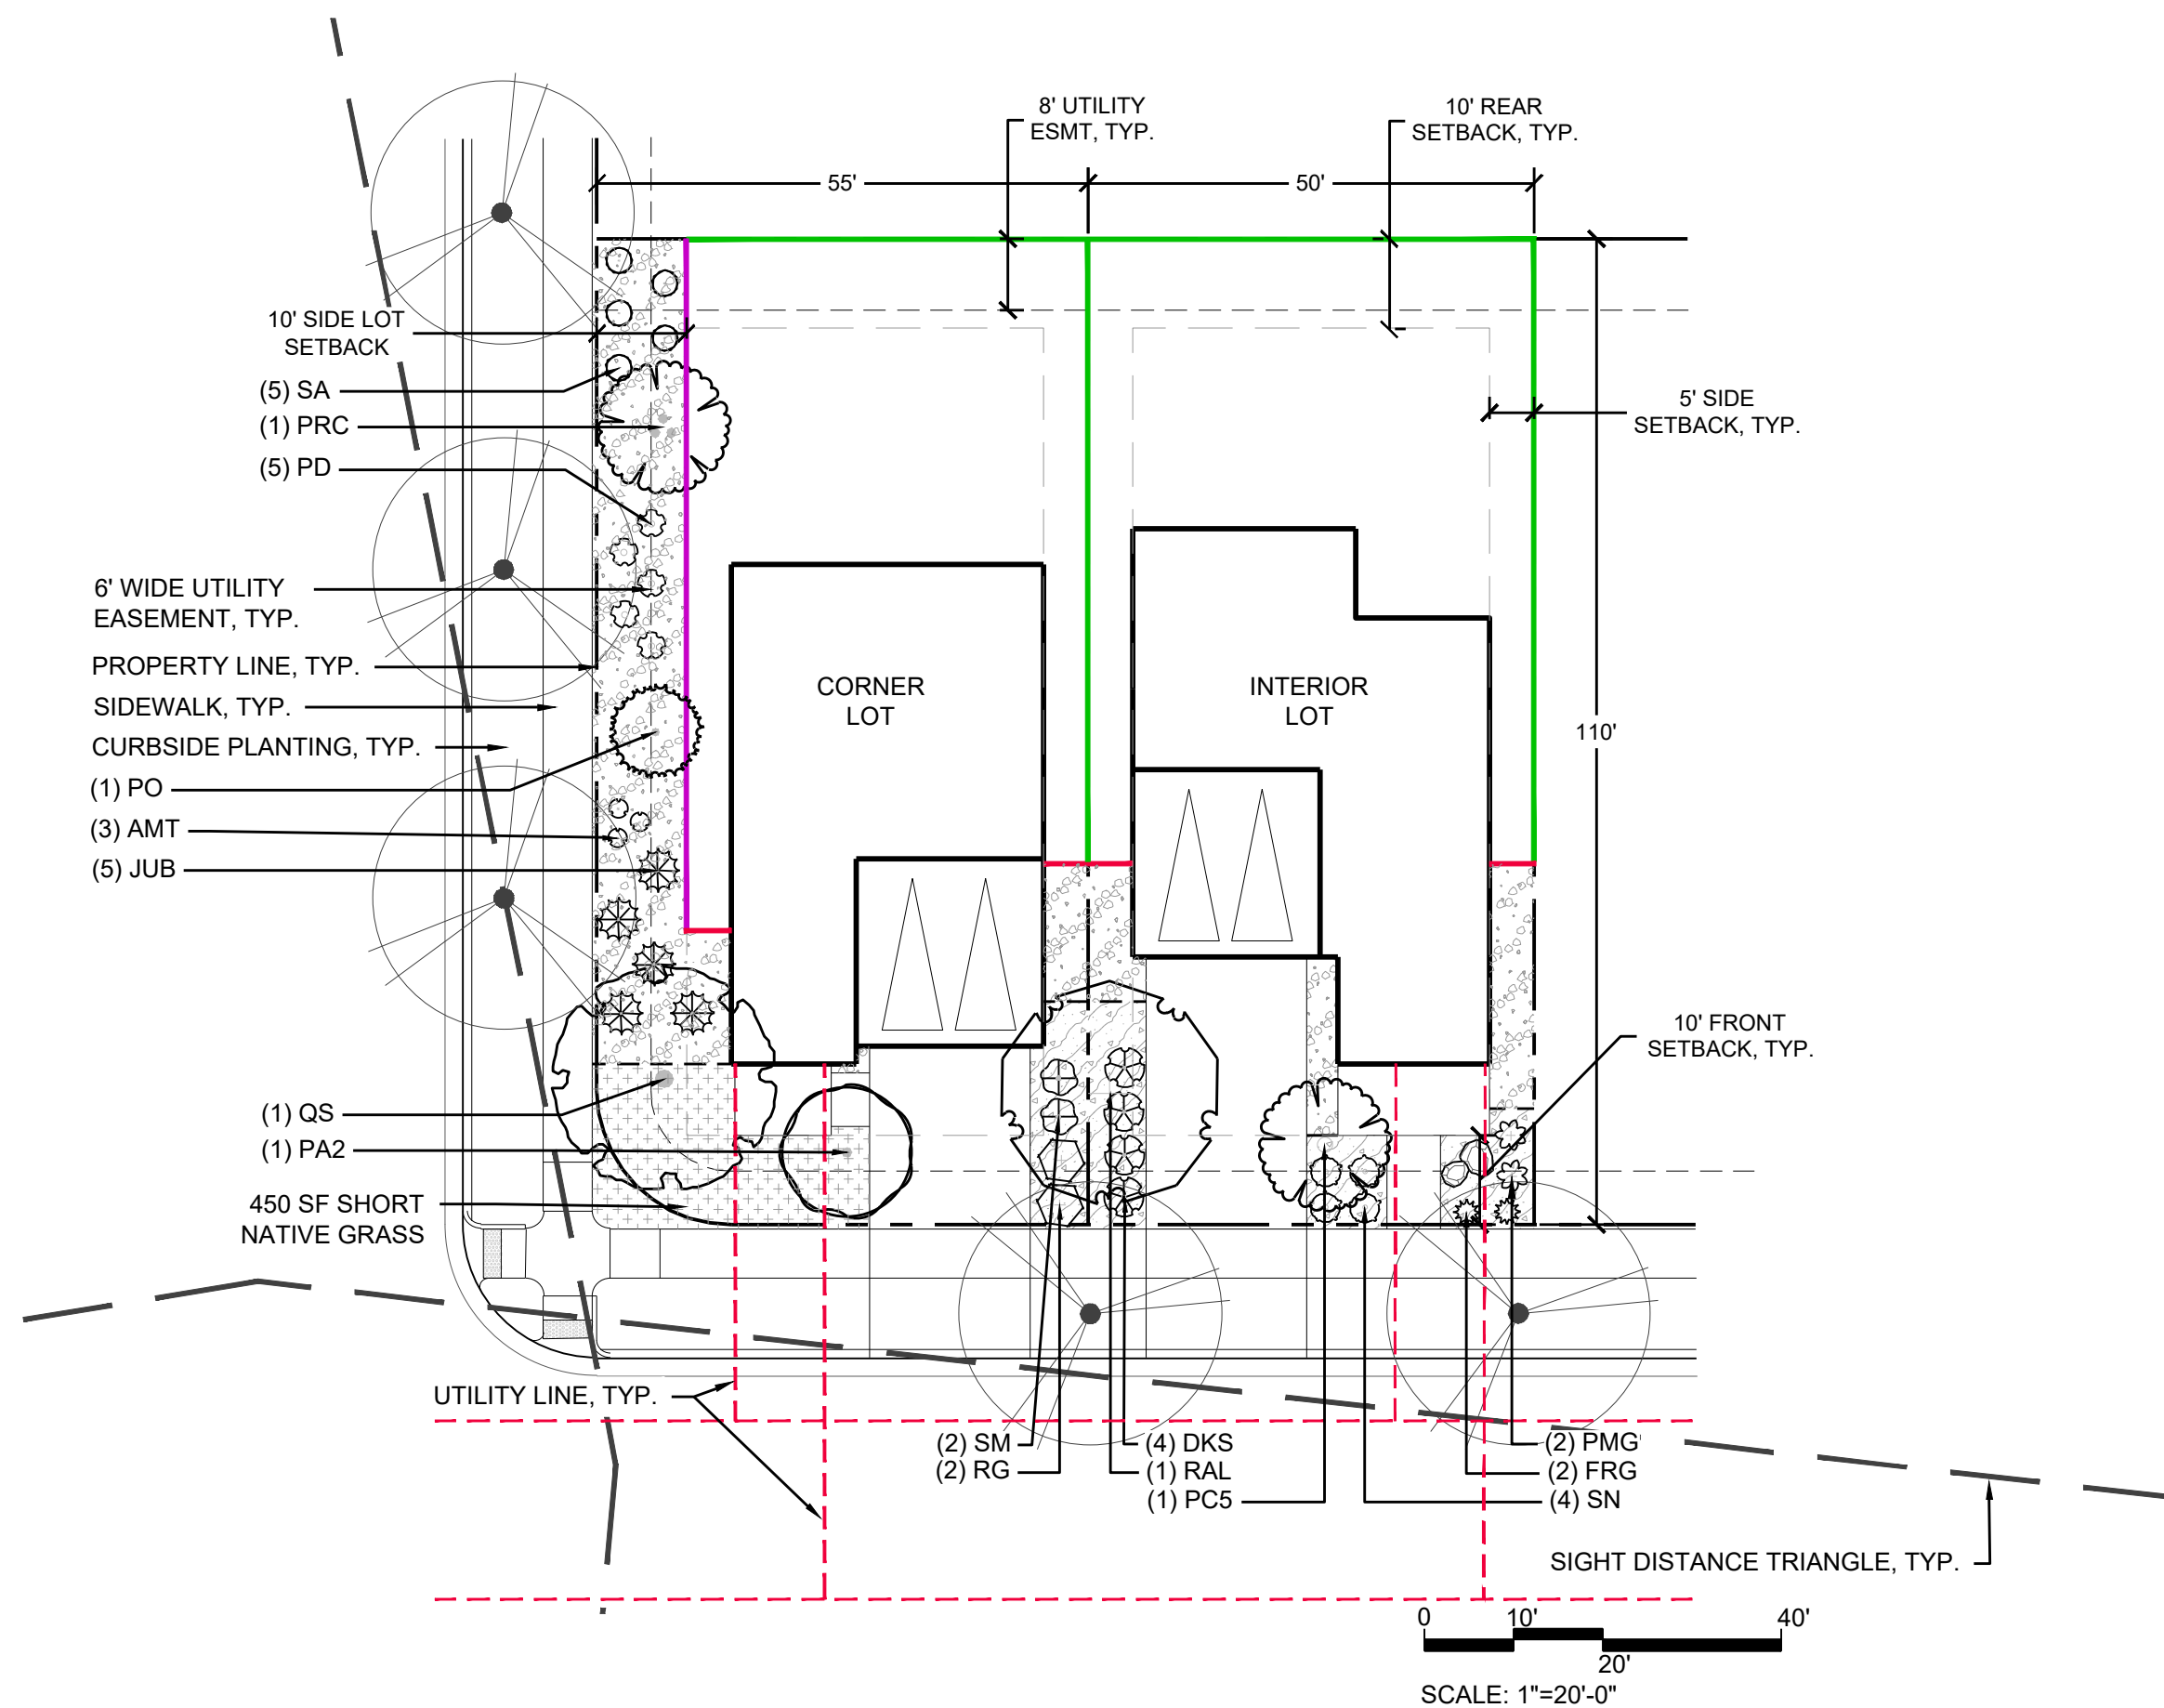 8' UTILITY
ESMT, TYP.
10' REAR
SETBACK, TYP.
55'
50'
10' SIDE LOT
SETBACK
(5) SA
(1) PRC
(5) PD
5' SIDE
SETBACK, TYP.
6' WIDE UTILITY
EASEMENT, TYP.
PROPERTY LINE, TYP.
SIDEWALK, TYP.
CURBSIDE PLANTING, TYP.
(1) PO
(3) AMT
(5) JUB
CORNER
LOT
INTERIOR
LOT
110'
10' FRONT
SETBACK, TYP.
(1) QS
(1) PA2
450 SF SHORT
NATIVE GRASS
UTILITY LINE, TYP.
(2) SM
(2) RG
(4) DKS
(1) RAL
(1) PC5
(2) PMG'
(2) FRG
(4) SN
SIGHT DISTANCE TRIANGLE, TYP.
0 10' 40'
20'
SCALE: 1"=20'-0"